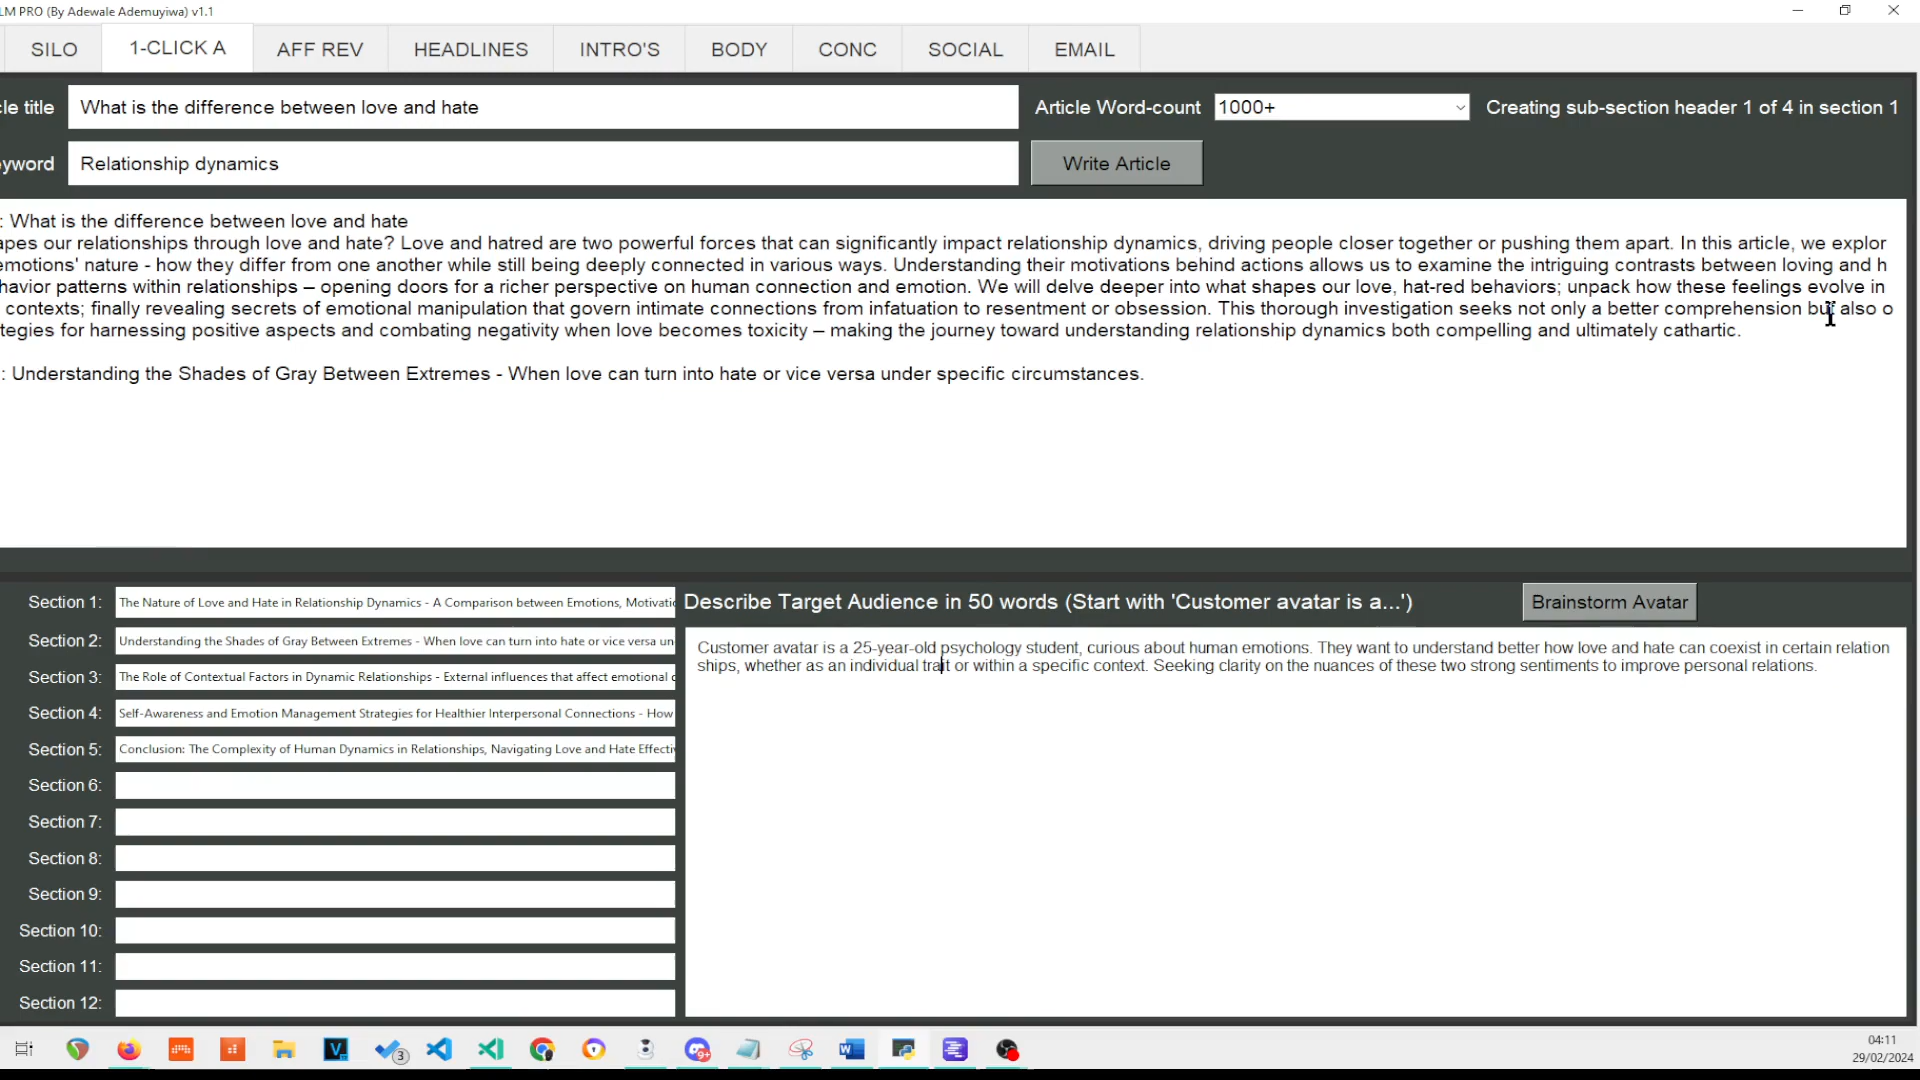 LM PRO (By Adewale Ademuyiwa) v1.1
SILO 1-CLICK A AFF REV HEADLINES INTRO'S BODY CONC SOCIAL EMAIL
cle title What is the difference between love and hate Article Word-count 1000+ Creating sub-section header 1 of 4 in section 1
eyword Relationship dynamics Write Article
: What is the difference between love and hate
apes our relationships through love and hate? Love and hatred are two powerful forces that can significantly impact relationship dynamics, driving people closer together or pushing them apart. In this article, we explor
emotions' nature - how they differ from one another while still being deeply connected in various ways. Understanding their motivations behind actions allows us to examine the intriguing contrasts between loving and h
havior patterns within relationships – opening doors for a richer perspective on human connection and emotion. We will delve deeper into what shapes our love, hat-red behaviors; unpack how these feelings evolve in
contexts; finally revealing secrets of emotional manipulation that govern intimate connections from infatuation to resentment or obsession. This thorough investigation seeks not only a better comprehension but also o
tegies for harnessing positive aspects and combating negativity when love becomes toxicity – making the journey toward understanding relationship dynamics both compelling and ultimately cathartic.
: Understanding the Shades of Gray Between Extremes - When love can turn into hate or vice versa under specific circumstances.
Section 1: The Nature of Love and Hate in Relationship Dynamics - A Comparison between Emotions, Motivatic
Section 2: Understanding the Shades of Gray Between Extremes - When love can turn into hate or vice versa un
Section 3: The Role of Contextual Factors in Dynamic Relationships - External influences that affect emotional c
Section 4: Self-Awareness and Emotion Management Strategies for Healthier Interpersonal Connections - How
Section 5: Conclusion: The Complexity of Human Dynamics in Relationships, Navigating Love and Hate Effecti
Section 6:
Section 7:
Section 8:
Section 9:
Section 10:
Section 11:
Section 12:
Describe Target Audience in 50 words (Start with 'Customer avatar is a...') Brainstorm Avatar
Customer avatar is a 25-year-old psychology student, curious about human emotions. They want to understand better how love and hate can coexist in certain relation
ships, whether as an individual trait or within a specific context. Seeking clarity on the nuances of these two strong sentiments to improve personal relations.
3
9+
04:11
29/02/2024